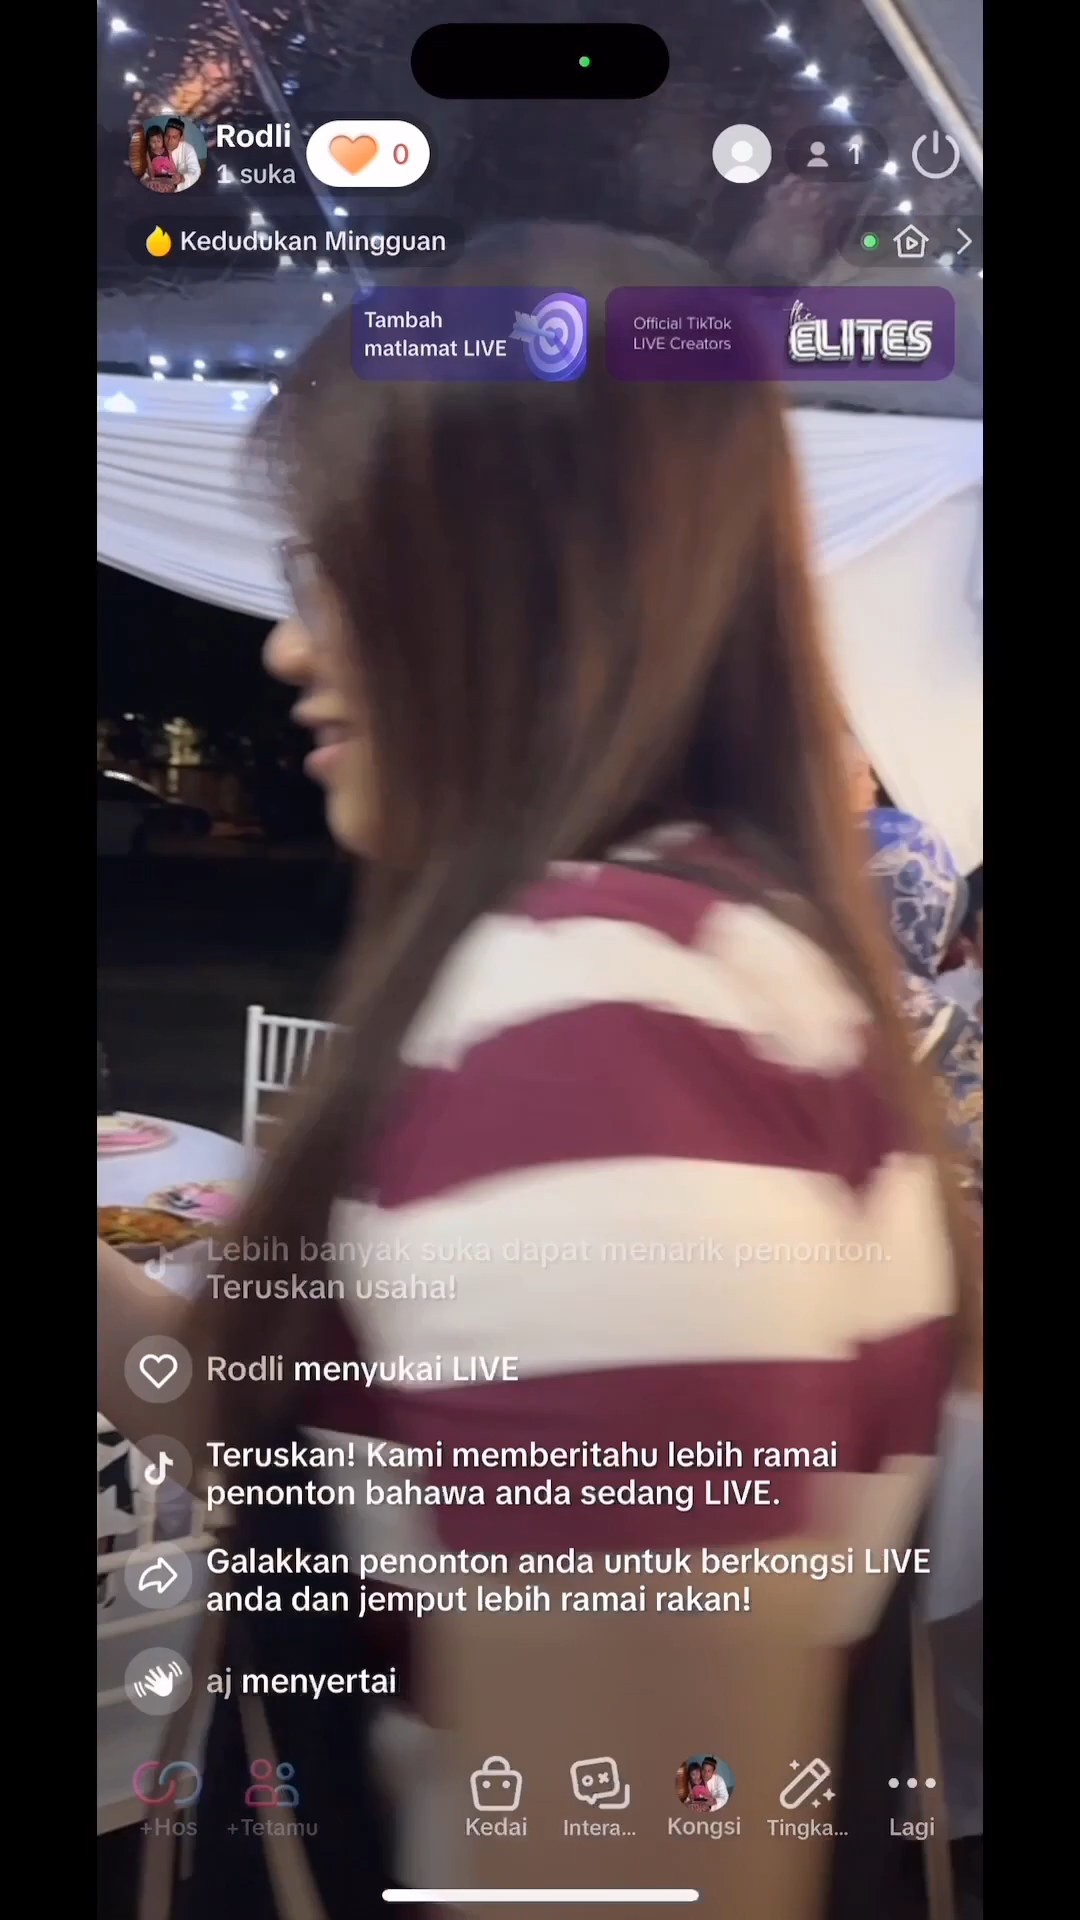 Rodli
1 suka
0
1
Kedudukan Mingguan
Tambah
matlamat LIVE
Official TikTok
LIVE Creators
the
ELITES
Lebih banyak suka dapat menarik penonton.
Teruskan usaha!
Rodli menyukai LIVE
Teruskan! Kami memberitahu lebih ramai
penonton bahawa anda sedang LIVE.
Galakkan penonton anda untuk berkongsi LIVE
anda dan jemput lebih ramai rakan!
aj menyertai
+Hos
+Tetamu
Kedai
Intera...
Kongsi
Tingka...
Lagi